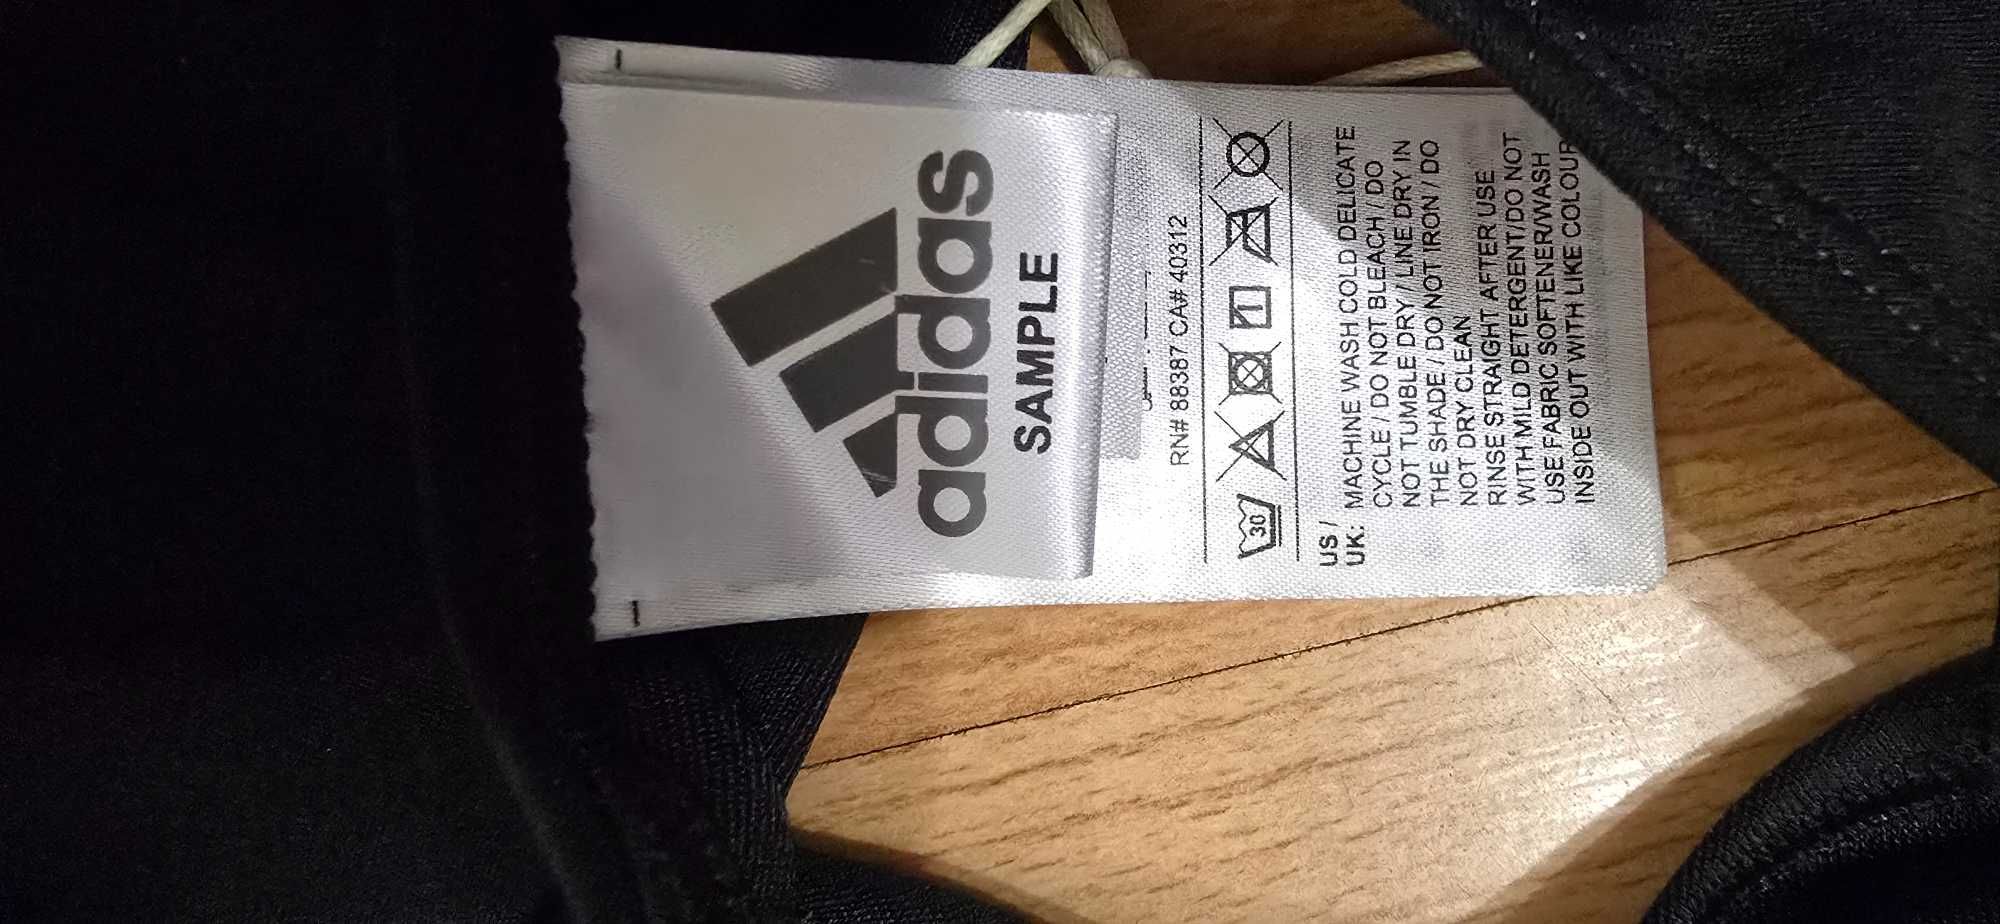 adidas
SAMPLE
RN# 88387 CA# 40312
30
US /
UK:
MACHINE WASH COLD DELICATE
CYCLE / DO NOT BLEACH / DO
NOT TUMBLE DRY / LINE DRY IN
THE SHADE / DO NOT IRON / DO
NOT DRY CLEAN
RINSE STRAIGHT AFTER USE
WITH MILD DETERGENT/DO NOT
USE FABRIC SOFTENER/WASH
INSIDE OUT WITH LIKE COLOUR